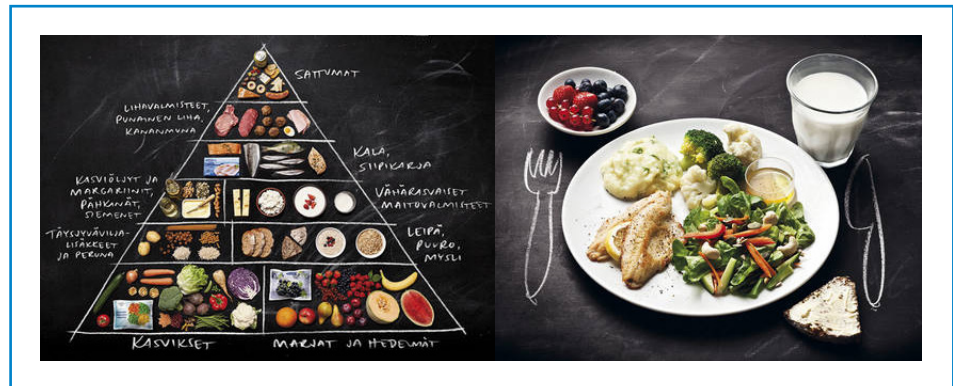 SATTUMAT
LIHAVALMISTEET,
PUNAINEN LIHA,
KANANMUNA
KALA,
SIIPIKARJA
KASVIÖLJYT JA
MARGARIINIT,
PÄHKINÄT,
SIEMENET
VÄHÄRASVAISET
MAITOVALMISTEET
TÄYSJYVÄVILJA-
LISÄKKEET
JA PERUNA
LEIPÄ,
PUURO,
MYSLI
KASVIKSET
MARJAT JA HEDELMÄT